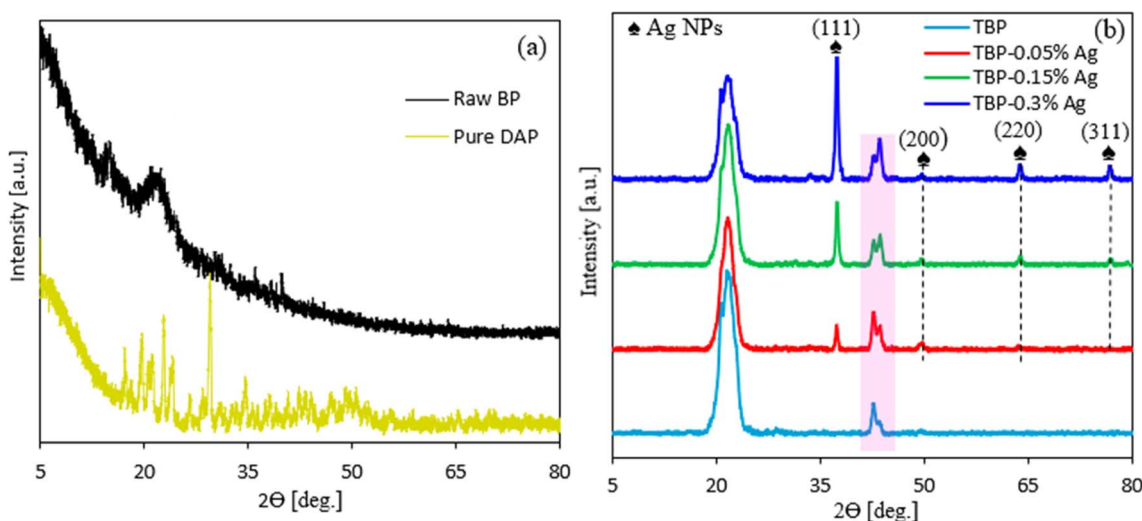 (a)
Raw BP
Pure DAP
Intensity [a.u.]
5 20 35 50 65 80
2Θ [deg.]
(b)
♠ Ag NPs
(111)
♠
TBP
TBP-0.05% Ag
TBP-0.15% Ag
TBP-0.3% Ag
(200) (220) (311)
♠ ♠ ♠
Intensity [a.u.]
5 20 35 50 65 80
2Θ [deg.]